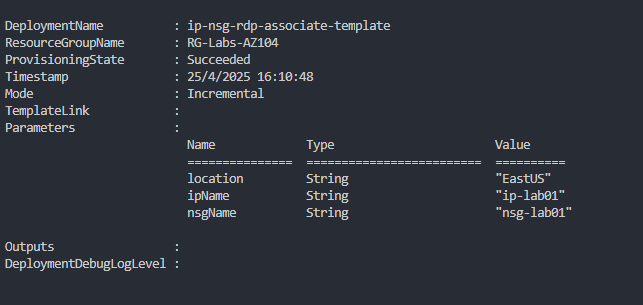 DeploymentName          : ip-nsg-rdp-associate-template
ResourceGroupName       : RG-Labs-AZ104
ProvisioningState       : Succeeded
Timestamp               : 25/4/2025 16:10:48
Mode                    : Incremental
TemplateLink            :
Parameters              :
                          Name             Type                       Value
                          ===============  =========================  ==========
                          location         String                     "EastUS"
                          ipName           String                     "ip-lab01"
                          nsgName          String                     "nsg-lab01"
Outputs                 :
DeploymentDebugLogLevel :